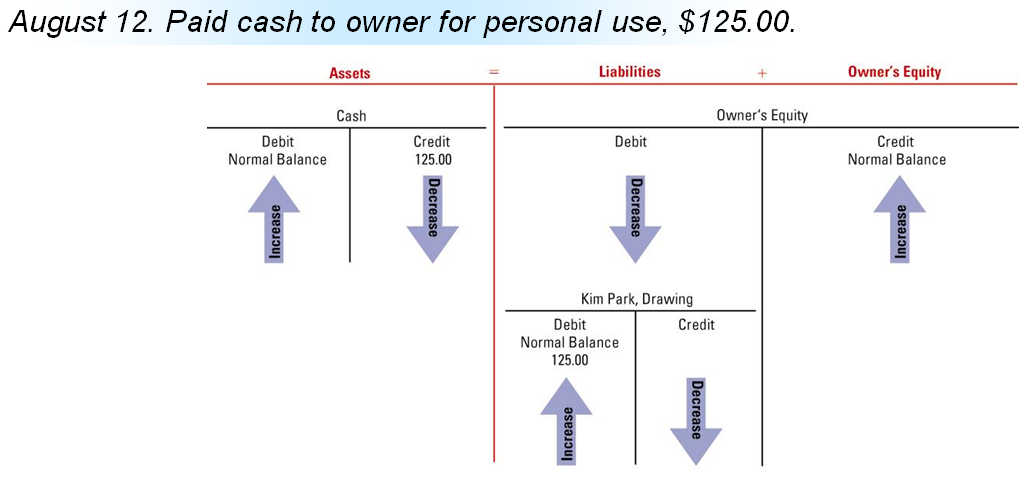 August 12. Paid cash to owner for personal use, $125.00.
Assets = Liabilities + Owner's Equity
Cash
Debit
Normal Balance
Increase
Credit
125.00
Decrease
Owner's Equity
Debit
Decrease
Credit
Normal Balance
Increase
Kim Park, Drawing
Debit
Normal Balance
125.00
Increase
Credit
Decrease